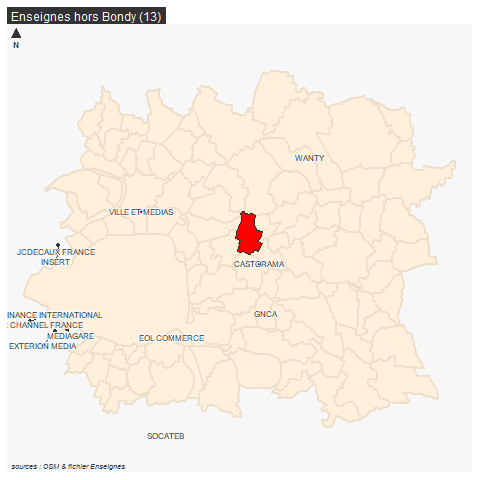 Enseignes hors Bondy (13)
N
WANTY
VILLE ET MEDIAS
JCDECAUX FRANCE
INSERT
CASTORAMA
INANCE INTERNATIONAL
GNCA
CHANNEL FRANCE
MEDIAGARE
EOL COMMERCE
EXTERION MEDIA
SOCATEB
sources : OSM & fichier Enseignes